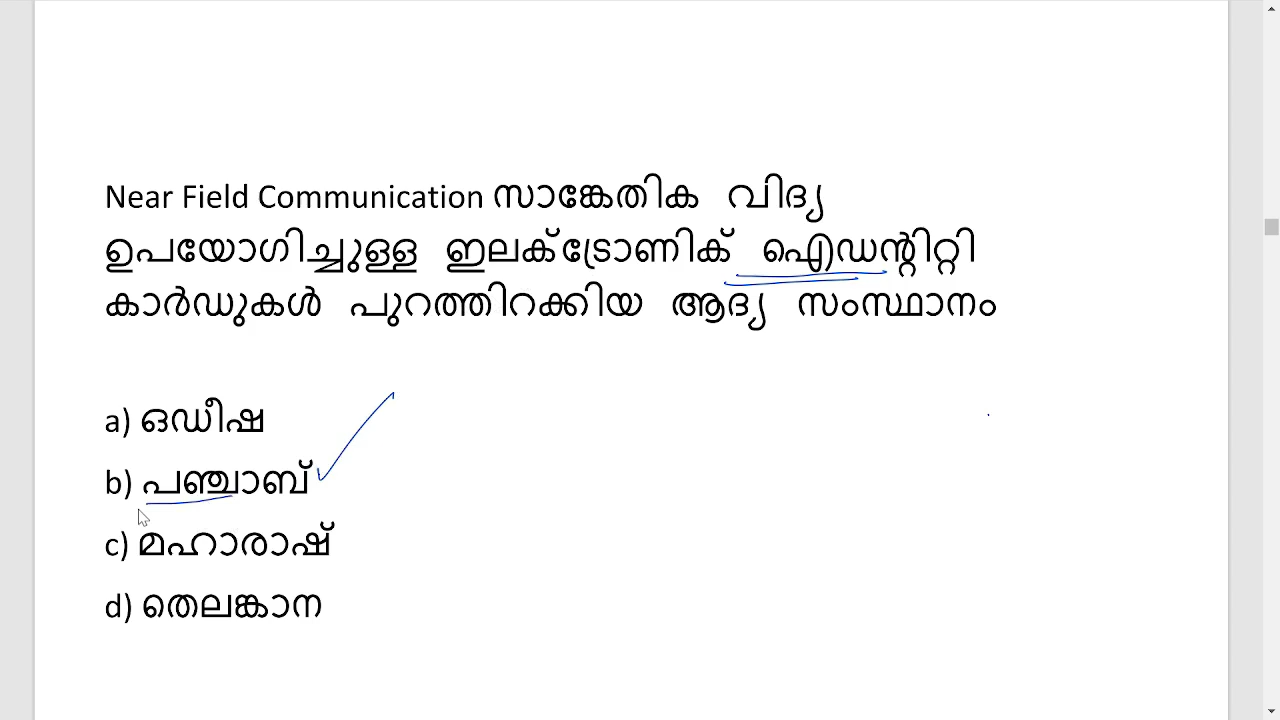 Near Field Communication സാങ്കേതിക വിദ്യ
ഉപയോഗിച്ചുള്ള ഇലക്ട്രോണിക് ഐഡന്റിറ്റി
കാർഡുകൾ പുറത്തിറക്കിയ ആദ്യ സംസ്ഥാനം
a) ഒഡീഷ
b) പഞ്ചാബ്
c) മഹാരാഷ്
d) തെലങ്കാന